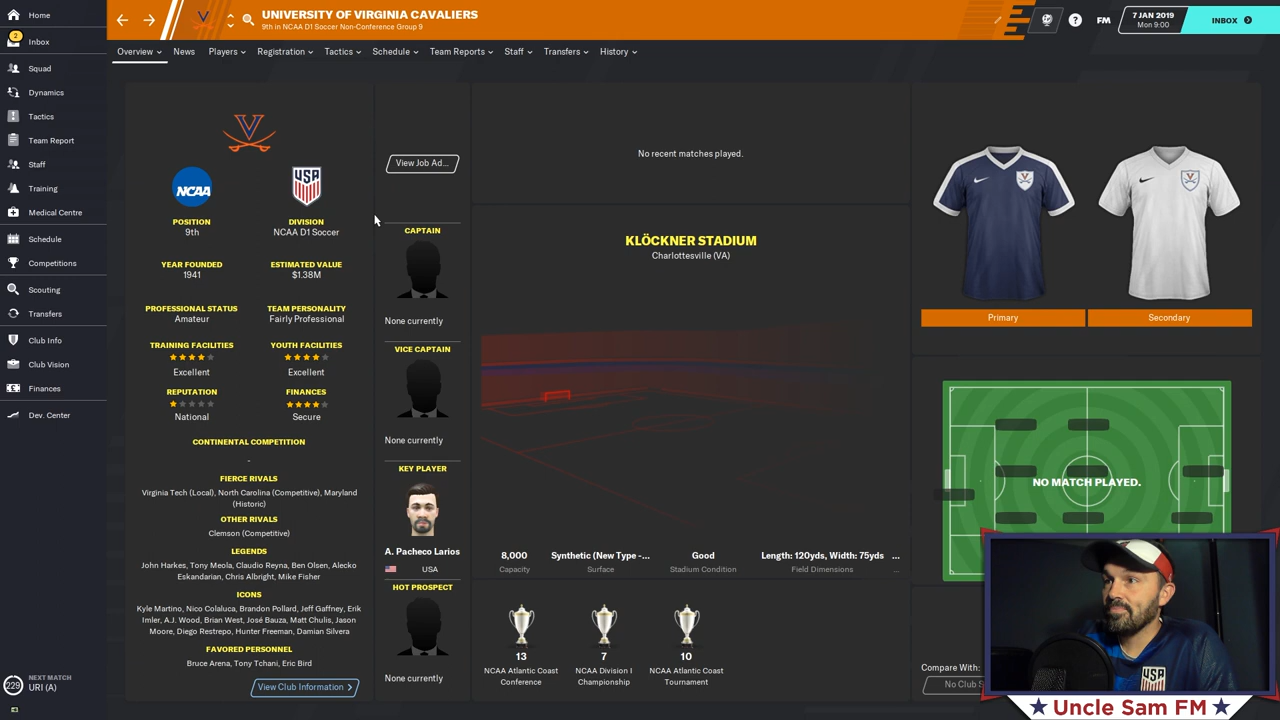 Home
2
Inbox
Squad
Dynamics
Tactics
Team Report
Staff
Training
Medical Centre
Schedule
Competitions
Scouting
Transfers
Club Info
Club Vision
Finances
Dev. Center
229
NEXT MATCH
URI (A)
UNIVERSITY OF VIRGINIA CAVALIERS
9th in NCAA D1 Soccer Non-Conference Group 9
?
FM
7 JAN 2019
Mon 9:00
INBOX
Overview
News
Players
Registration
Tactics
Schedule
Team Reports
Staff
Transfers
History
V
NCAA
USA
POSITION
9th
DIVISION
NCAA D1 Soccer
YEAR FOUNDED
1941
ESTIMATED VALUE
$1.38M
PROFESSIONAL STATUS
Amateur
TEAM PERSONALITY
Fairly Professional
TRAINING FACILITIES
Excellent
YOUTH FACILITIES
Excellent
REPUTATION
National
FINANCES
Secure
CONTINENTAL COMPETITION
-
FIERCE RIVALS
Virginia Tech (Local), North Carolina (Competitive), Maryland
(Historic)
OTHER RIVALS
Clemson (Competitive)
LEGENDS
John Harkes, Tony Meola, Claudio Reyna, Ben Olsen, Alecko
Eskandarian, Chris Albright, Mike Fisher
ICONS
Kyle Martino, Nico Colaluca, Brandon Pollard, Jeff Gaffney, Erik
Imler, A.J. Wood, Brian West, José Bauza, Matt Chulis, Jason
Moore, Diego Restrepo, Hunter Freeman, Damian Silvera
FAVORED PERSONNEL
Bruce Arena, Tony Tchani, Eric Bird
View Club Information
View Job Ad...
CAPTAIN
None currently
VICE CAPTAIN
None currently
KEY PLAYER
A. Pacheco Larios
USA
HOT PROSPECT
None currently
No recent matches played.
KLÖCKNER STADIUM
Charlottesville (VA)
8,000
Capacity
Synthetic (New Type -...
Surface
Good
Stadium Condition
Length: 120yds, Width: 75yds
Field Dimensions
...
...
13
NCAA Atlantic Coast
Conference
7
NCAA Division I
Championship
10
NCAA Atlantic Coast
Tournament
Primary
Secondary
NO MATCH PLAYED.
Compare With:
No Club S
USA
Uncle Sam FM